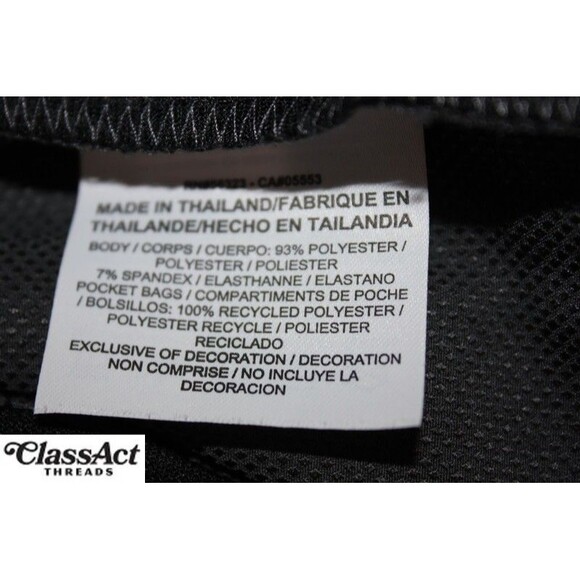 CA#05553
MADE IN THAILAND/FABRIQUE EN
THAILANDE/HECHO EN TAILANDIA
BODY / CORPS / CUERPO: 93% POLYESTER /
POLYESTER / POLIESTER
7% SPANDEX / ELASTHANNE / ELASTANO
POCKET BAGS / COMPARTIMENTS DE POCHE
/ BOLSILLOS: 100% RECYCLED POLYESTER /
POLYESTER RECYCLE / POLIESTER
RECICLADO
EXCLUSIVE OF DECORATION / DECORATION
NON COMPRISE / NO INCLUYE LA
DECORACION
ClassAct
THREADS